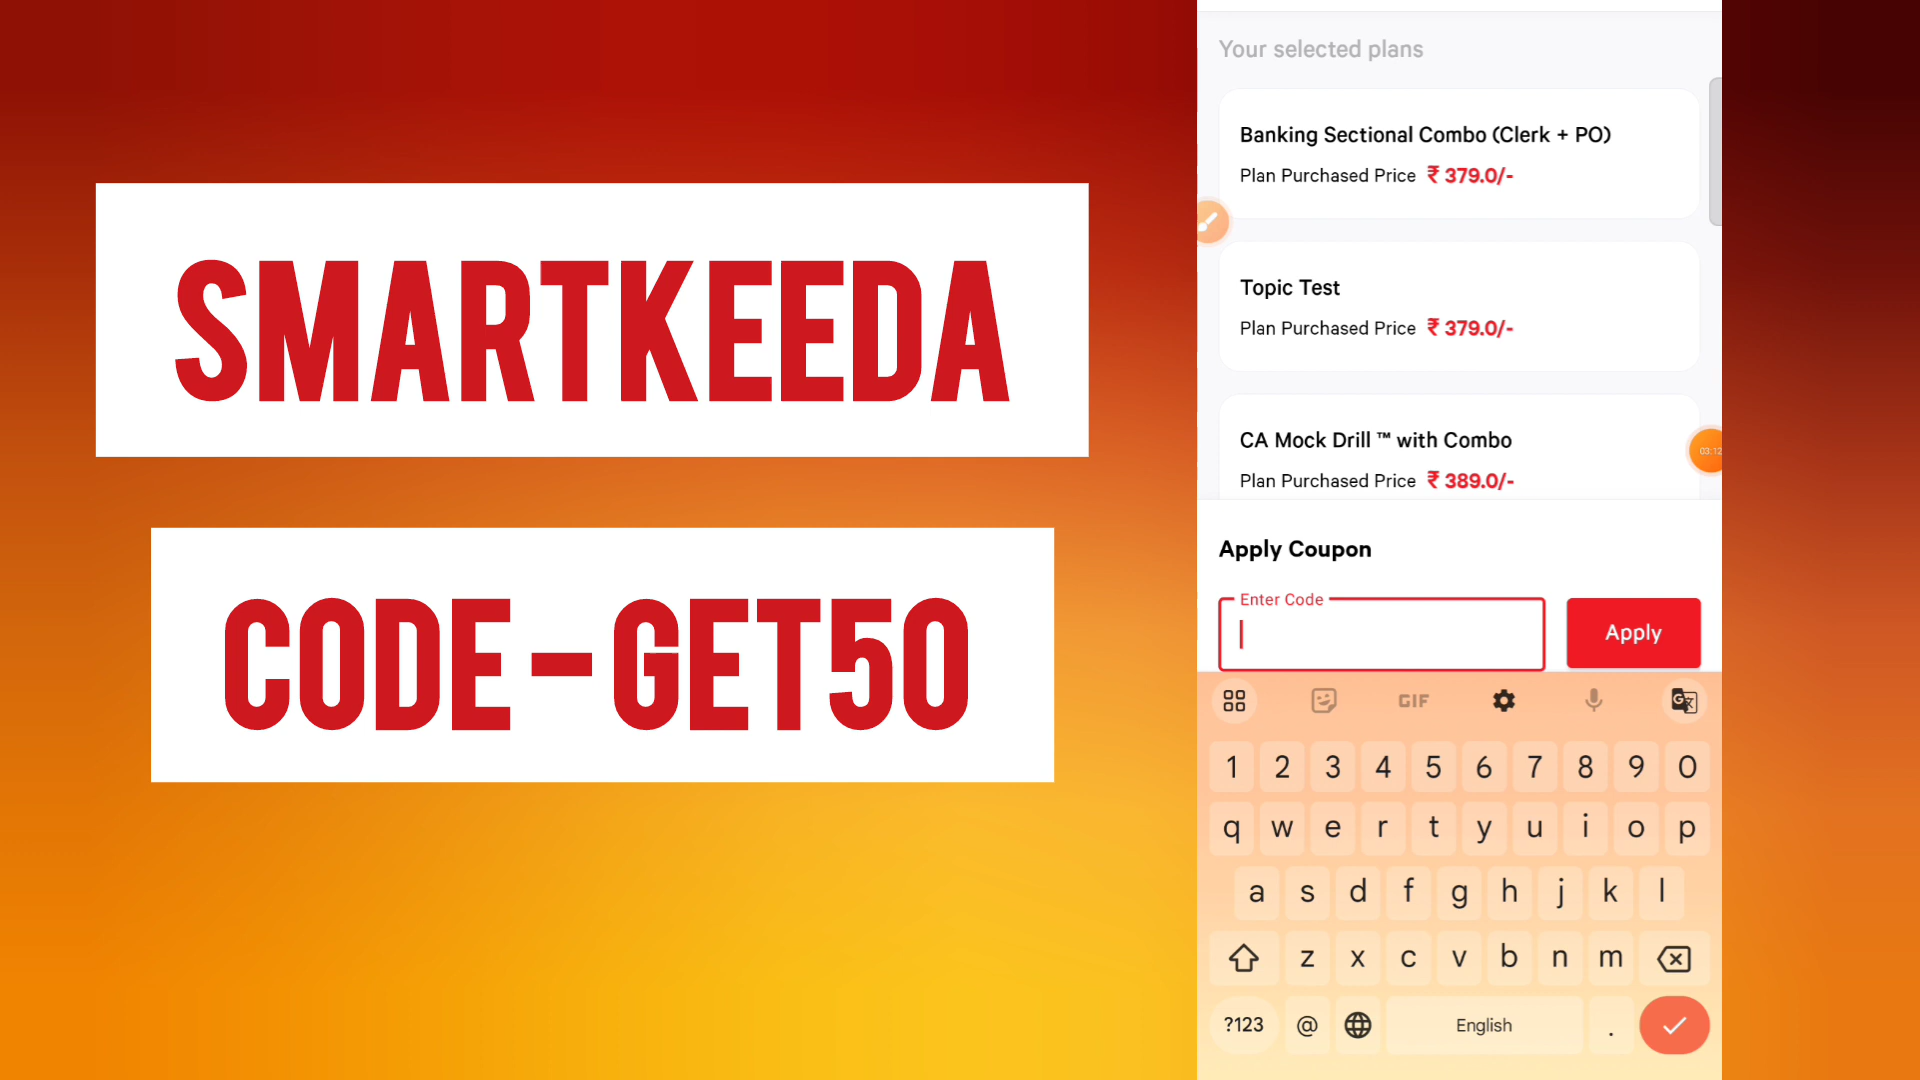 SMARTKEEDA
CODE - GET50
Your selected plans
Banking Sectional Combo (Clerk + PO)
Plan Purchased Price ₹ 379.0/-
Topic Test
Plan Purchased Price ₹ 379.0/-
CA Mock Drill ™ with Combo
Plan Purchased Price ₹ 389.0/-
03:12
Apply Coupon
Enter Code
Apply
GIF
1 2 3 4 5 6 7 8 9 0
q w e r t y u i o p
a s d f g h j k l
z x c v b n m
?123 @ English .